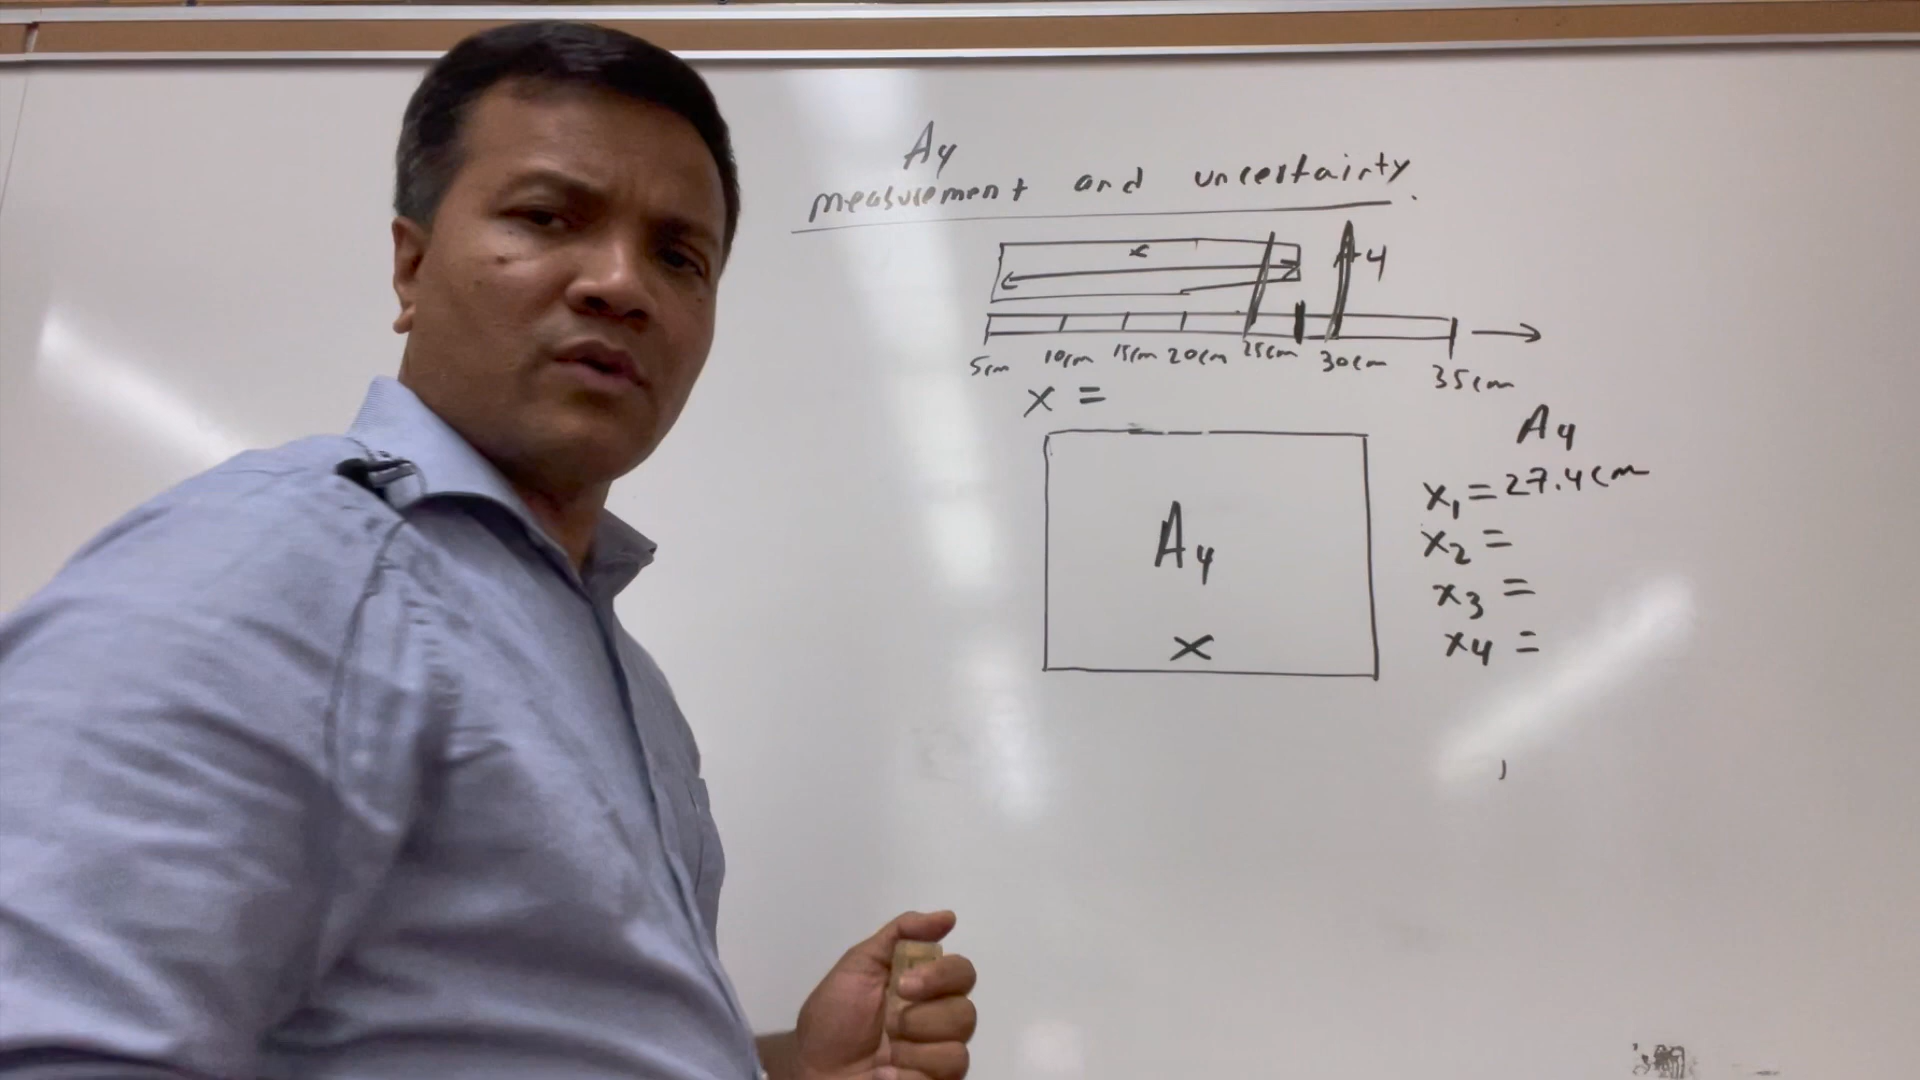 A4
measurement and uncertainty.
x
A4
5cm 10cm 15cm 20cm 25cm 30cm 35cm
x =
A4
x
A4
x1 = 27.4cm
x2 =
x3 =
x4 =